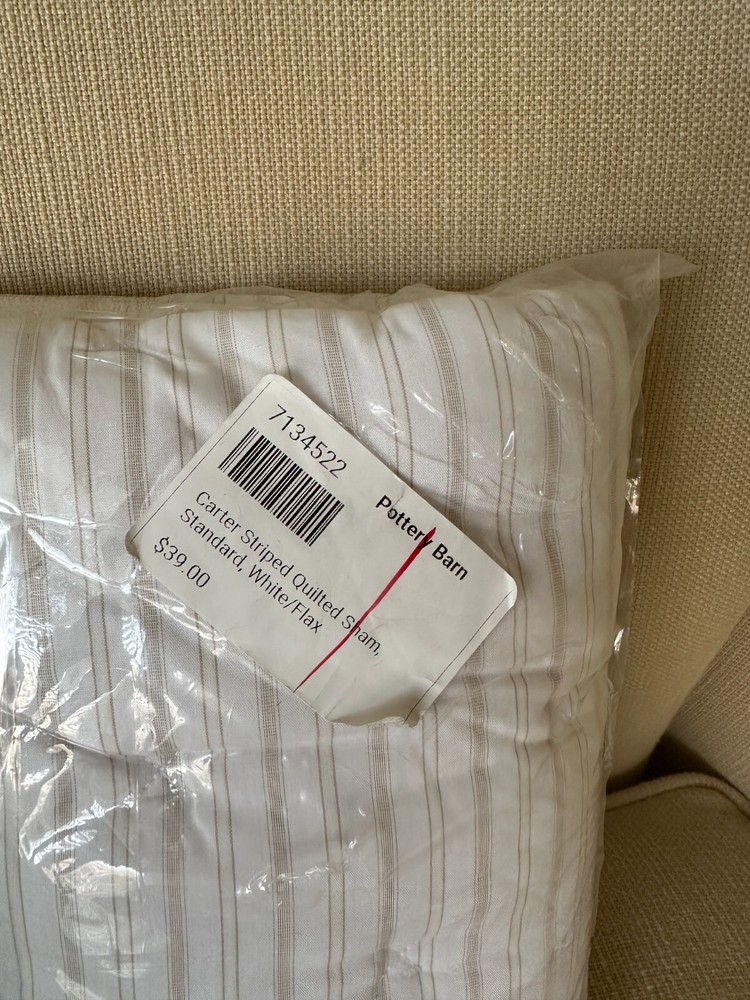 7134522
Pottery Barn
Carter Striped Quilted Sham,
Standard, White/Flax
$39.00